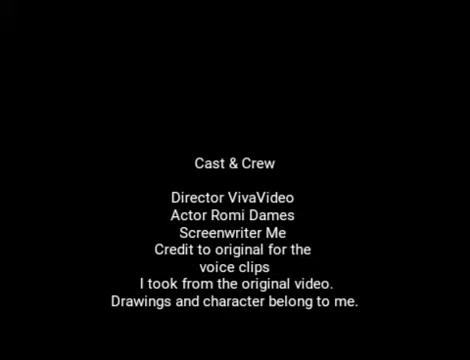 Cast & Crew
Director VivaVideo
Actor Romi Dames
Screenwriter Me
Credit to original for the
voice clips
I took from the original video.
Drawings and character belong to me.